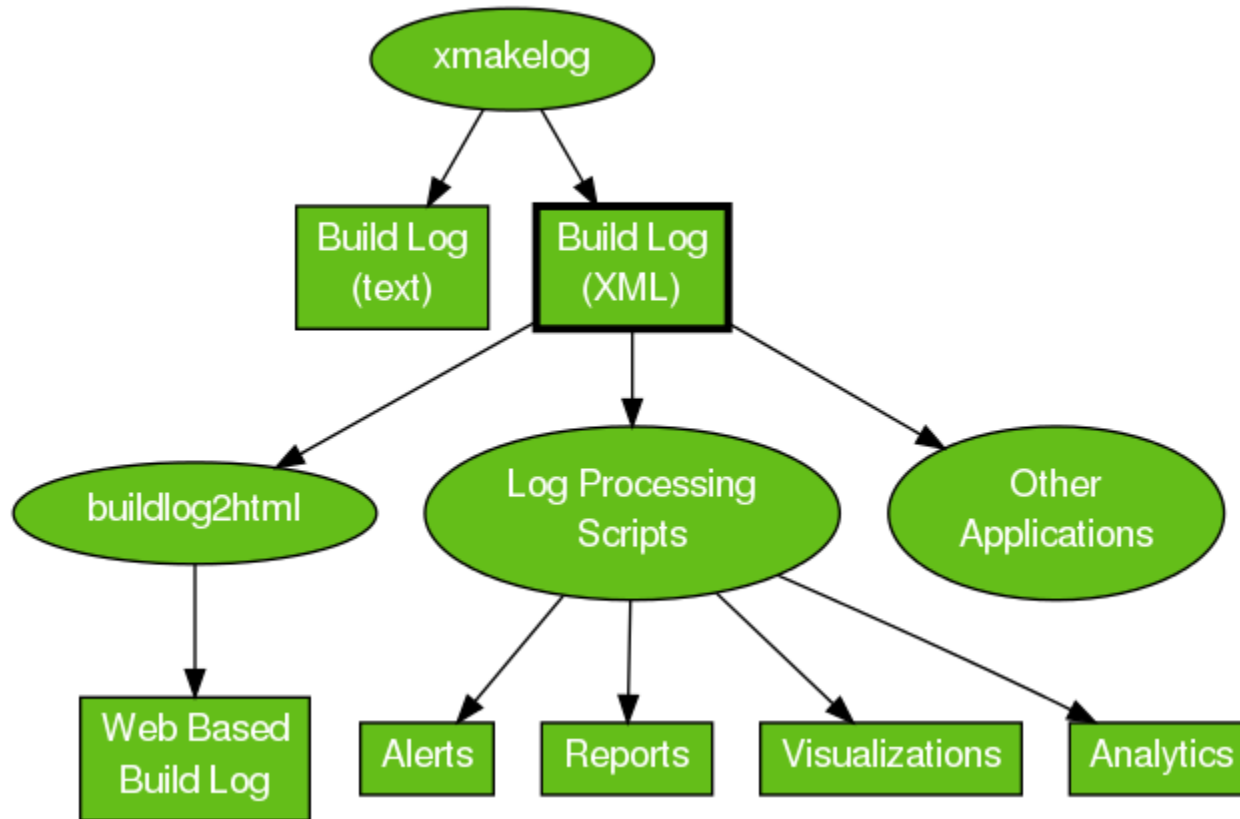 xmakelog
Build Log
(text)
Build Log
(XML)
buildlog2html
Log Processing
Scripts
Other
Applications
Web Based
Build Log
Alerts
Reports
Visualizations
Analytics